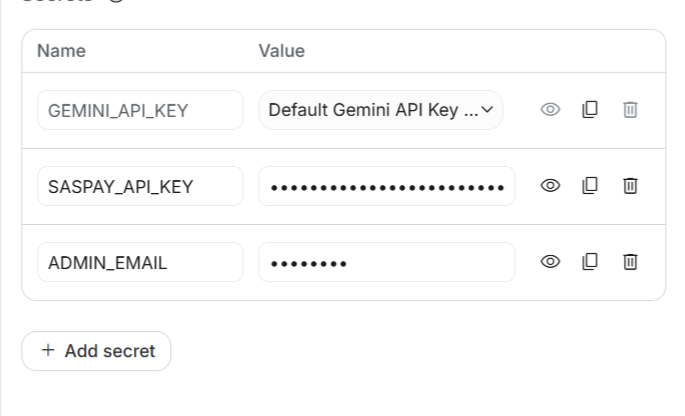 Name Value
GEMINI_API_KEY Default Gemini API Key ...
SASPAY_API_KEY ••••••••••••••••••••••••
ADMIN_EMAIL ••••••••
+ Add secret